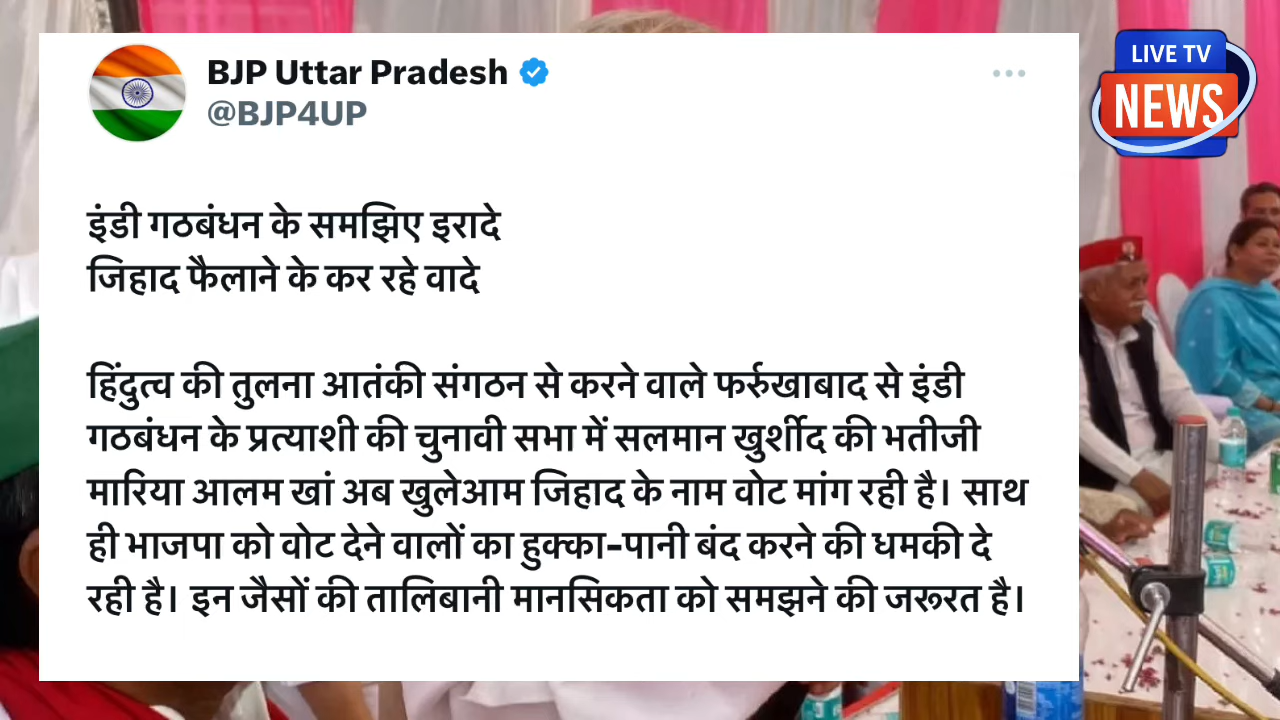 BJP Uttar Pradesh
@BJP4UP
LIVE TV
NEWS
इंडी गठबंधन के समझिए इरादे
जिहाद फैलाने के कर रहे वादे
हिंदुत्व की तुलना आतंकी संगठन से करने वाले फर्रुखाबाद से इंडी
गठबंधन के प्रत्याशी की चुनावी सभा में सलमान खुर्शीद की भतीजी
मारिया आलम खां अब खुलेआम जिहाद के नाम वोट मांग रही है। साथ
ही भाजपा को वोट देने वालों का हुक्का-पानी बंद करने की धमकी दे
रही है। इन जैसों की तालिबानी मानसिकता को समझने की जरूरत है।